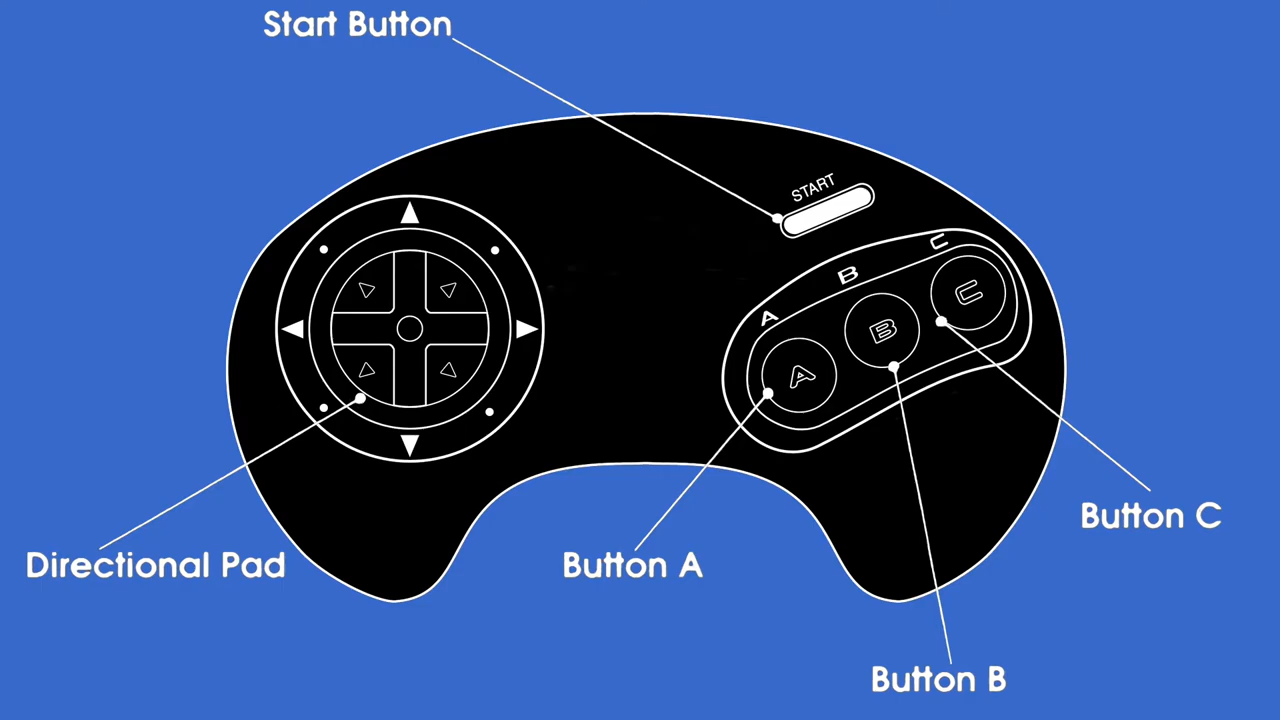 Start Button
START
C
B
A
C
B
A
Button C
Directional Pad
Button A
Button B